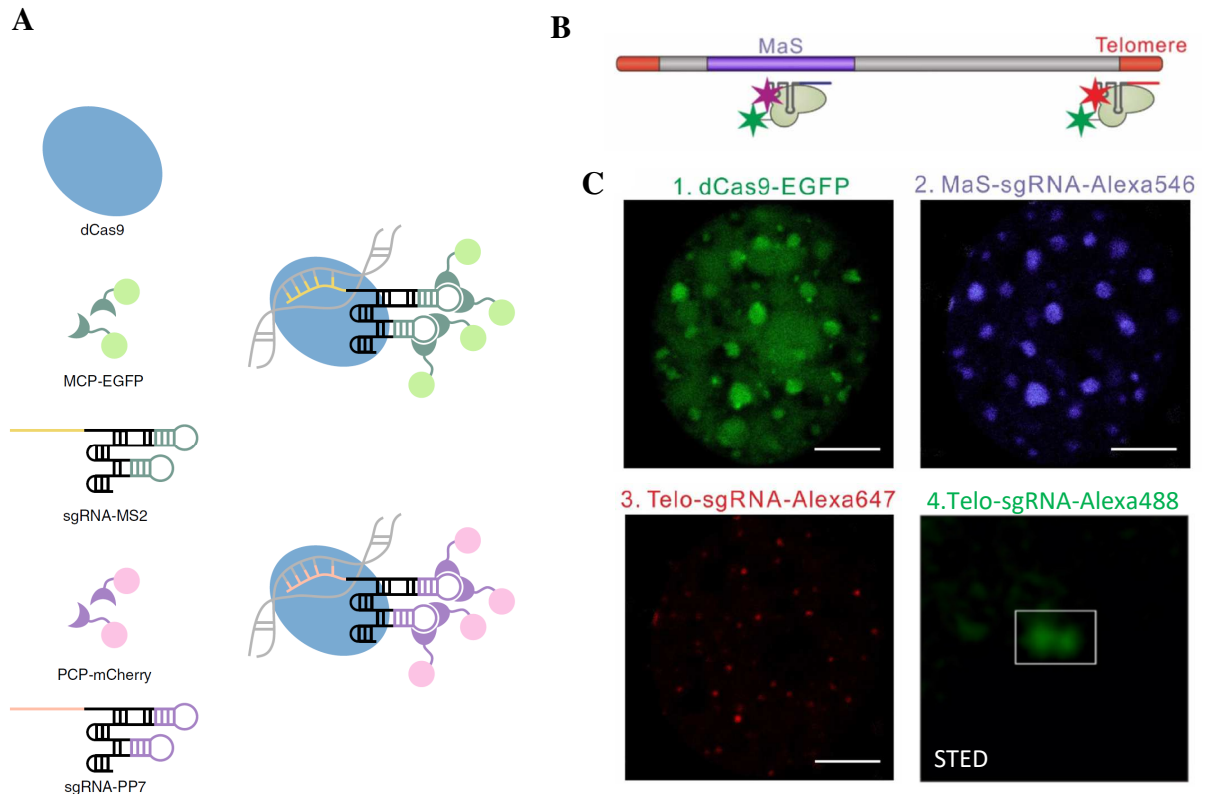 A
dCas9
MCP-EGFP
sgRNA-MS2
PCP-mCherry
sgRNA-PP7
B
MaS
Telomere
C
1. dCas9-EGFP
2. MaS-sgRNA-Alexa546
3. Telo-sgRNA-Alexa647
4.Telo-sgRNA-Alexa488
STED